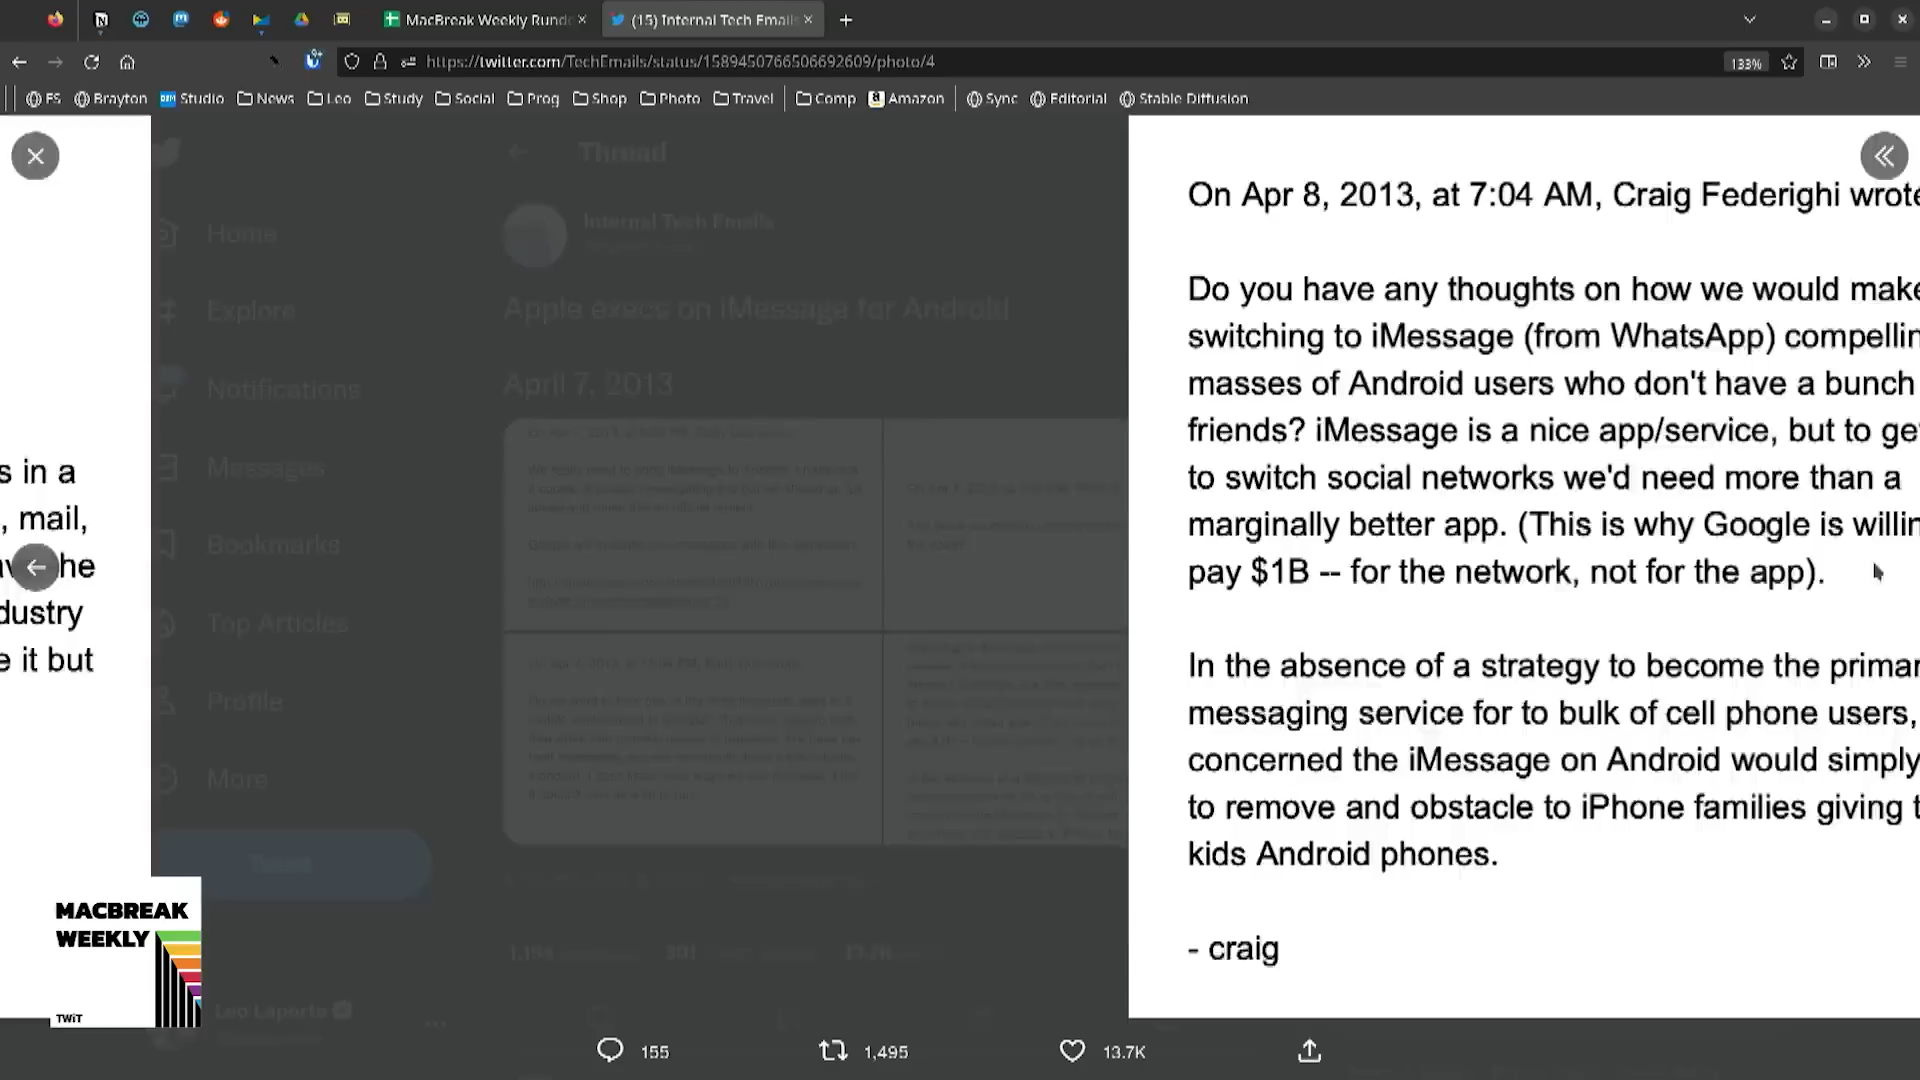 MacBreak Weekly Rund
(15) Internal Tech Emails
https://twitter.com/TechEmails/status/1589450766506692609/photo/4
133%
FS Brayton Studio News Leo Study Social Prog Shop Photo Travel Comp Amazon Sync Editorial Stable Diffusion
Thread
Internal Tech Emails
Apple execs on iMessage for Android
April 7, 2013
Home
Explore
Notifications
Messages
Bookmarks
Top Articles
Profile
More
Tweet
Leo Laporte
s in a
, mail,
he
dustry
e it but
On Apr 8, 2013, at 7:04 AM, Craig Federighi wrote
Do you have any thoughts on how we would make
switching to iMessage (from WhatsApp) compellin
masses of Android users who don't have a bunch
friends? iMessage is a nice app/service, but to ge
to switch social networks we'd need more than a
marginally better app. (This is why Google is willin
pay $1B -- for the network, not for the app).
In the absence of a strategy to become the primar
messaging service for to bulk of cell phone users,
concerned the iMessage on Android would simply
to remove and obstacle to iPhone families giving t
kids Android phones.
- craig
MACBREAK
WEEKLY
TWiT
155 1,495 13.7K